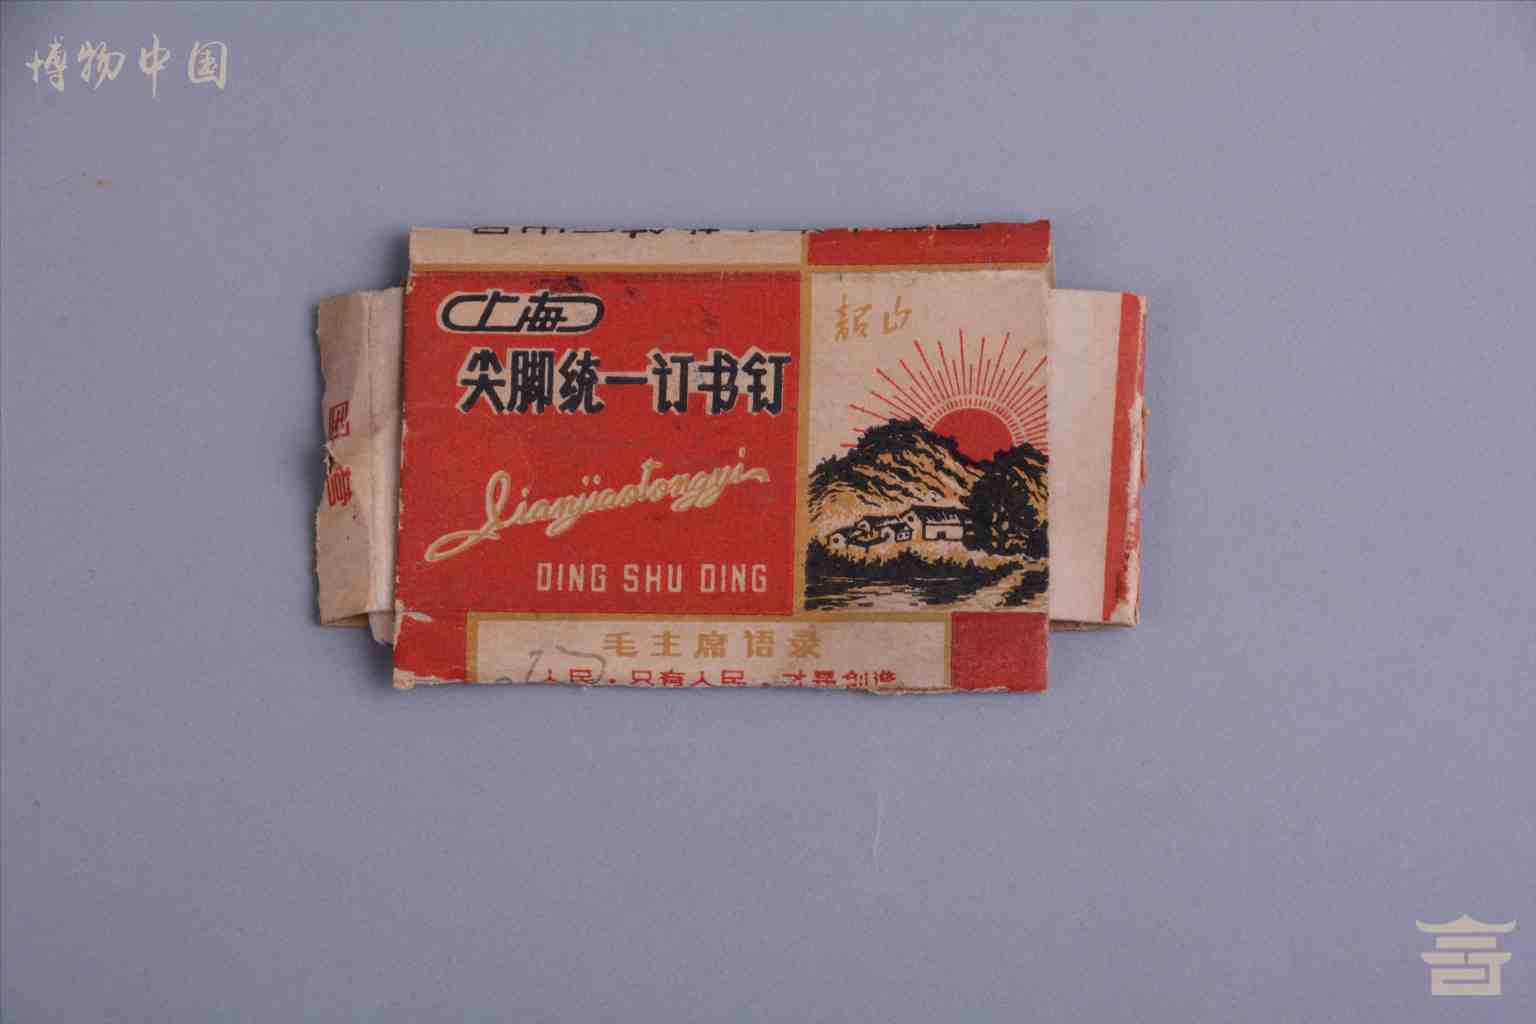 博物中国
上海
韶山
尖脚统一订书钉
Jianjiaotongyi
DING SHU DING
毛主席语录
人民,只有人民,才是创造